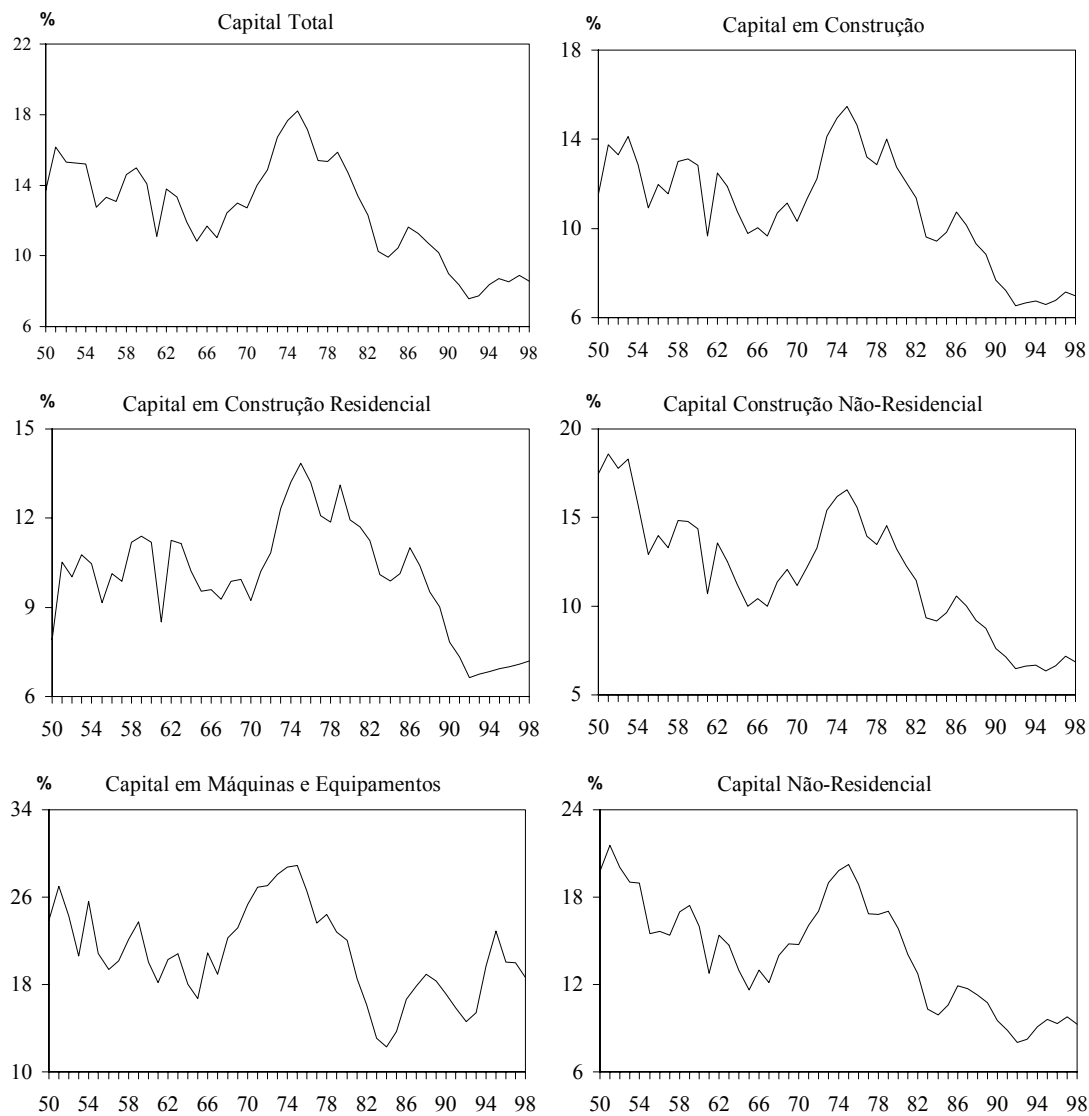 % Capital Total
22
18
14
10
6
50 54 58 62 66 70 74 78 82 86 90 94 98
% Capital em Construção
18
14
10
6
50 54 58 62 66 70 74 78 82 86 90 94 98
% Capital em Construção Residencial
15
12
9
6
50 54 58 62 66 70 74 78 82 86 90 94 98
% Capital Construção Não-Residencial
20
15
10
5
50 54 58 62 66 70 74 78 82 86 90 94 98
% Capital em Máquinas e Equipamentos
34
26
18
10
50 54 58 62 66 70 74 78 82 86 90 94 98
% Capital Não-Residencial
24
18
12
6
50 54 58 62 66 70 74 78 82 86 90 94 98